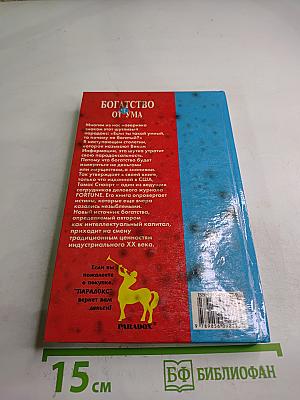 БОГАТСТВО
ОТ УМА
Многим из нас наверняка
знаком этот шутливый
парадокс: «Если ты такой умный,
то почему не богатый?»
В наступающем столетии,
которое называют Веком
Информации, эта шутка утратит
свою парадоксальность.
Потому что богатство будет
измеряться не деньгами
или имуществом, а знаниями.
Так утверждает в своей книге,
только что изданной в США,
Томас Стюарт – один из ведущих
сотрудников делового журнала
FORTUNE. Его книга опровергает
истины, которые еще вчера
казались незыблемыми.
Новый источник богатства,
определяемый автором
как интеллектуальный капитал,
приходит на смену
традиционным ценностям
индустриального XX века.
Если вы
пожалеете
о покупке,
"ПАРАДОКС"
вернет вам
деньги!
PARADOX
15 см
БФ БИБЛИОФАН